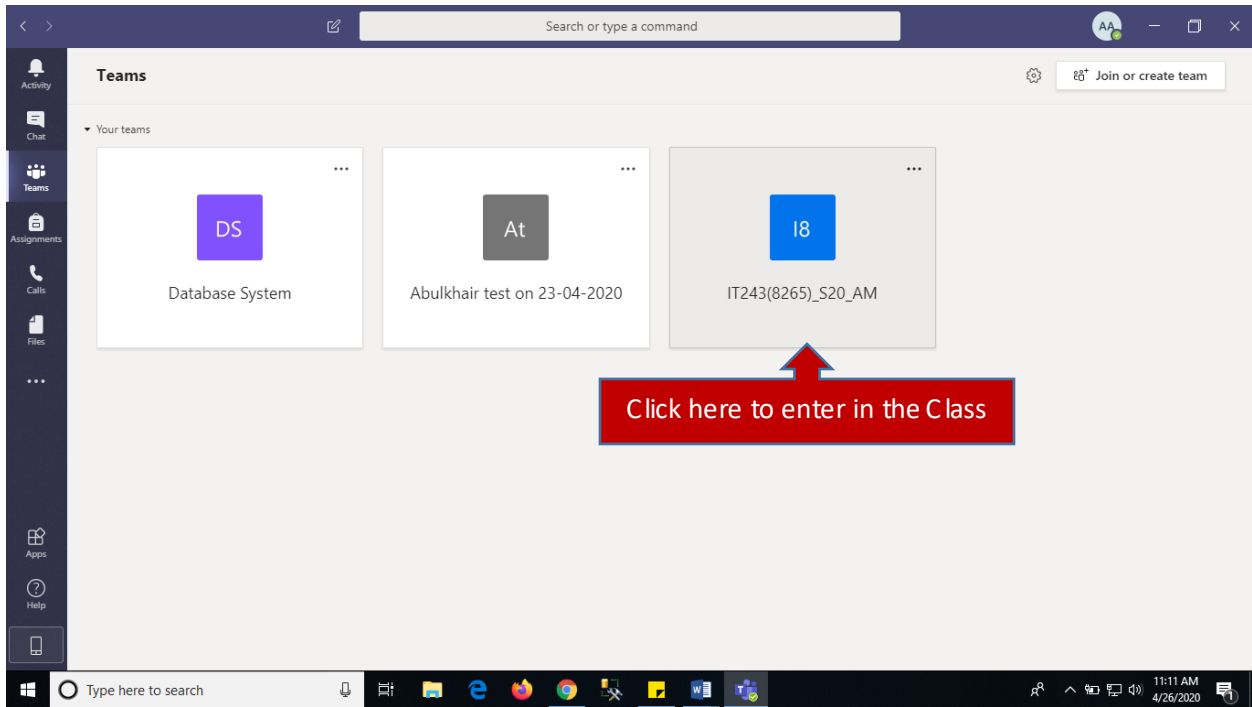 Search or type a command
AA
Activity
Chat
Teams
Assignments
Calls
Files
Apps
Help
Teams
Join or create team
Your teams
DS
Database System
At
Abulkhair test on 23-04-2020
I8
IT243(8265)_S20_AM
Click here to enter in the Class
Type here to search
11:11 AM
4/26/2020
1